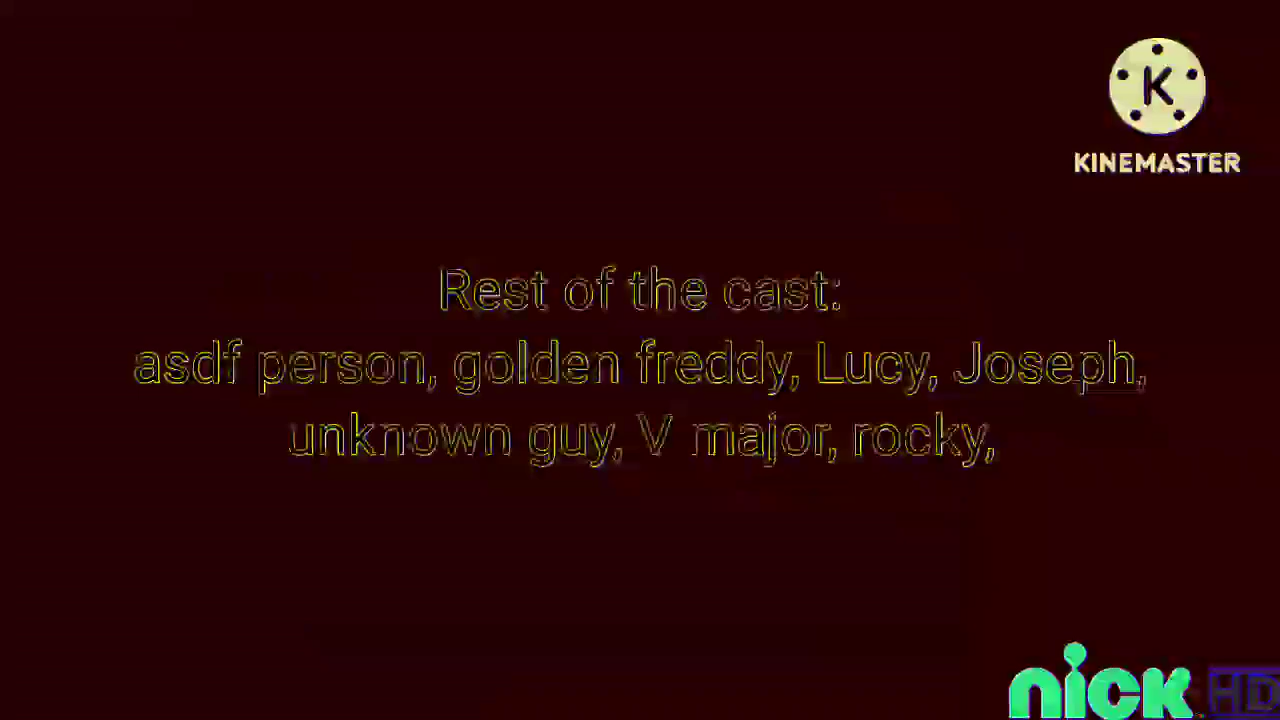 K
KINEMASTER
Rest of the cast:
asdf person, golden freddy, Lucy, Joseph,
unknown guy, V major, rocky,
nick HD